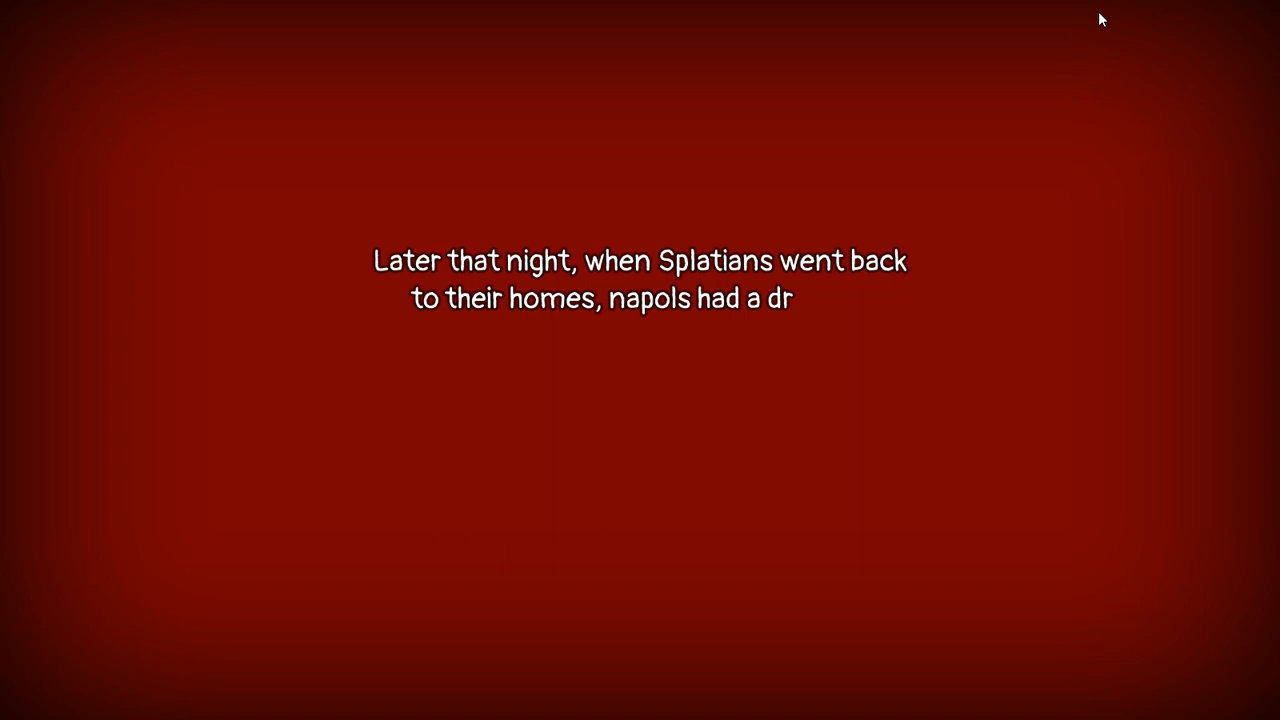 Later that night, when Splatians went back
to their homes, napols had a dr